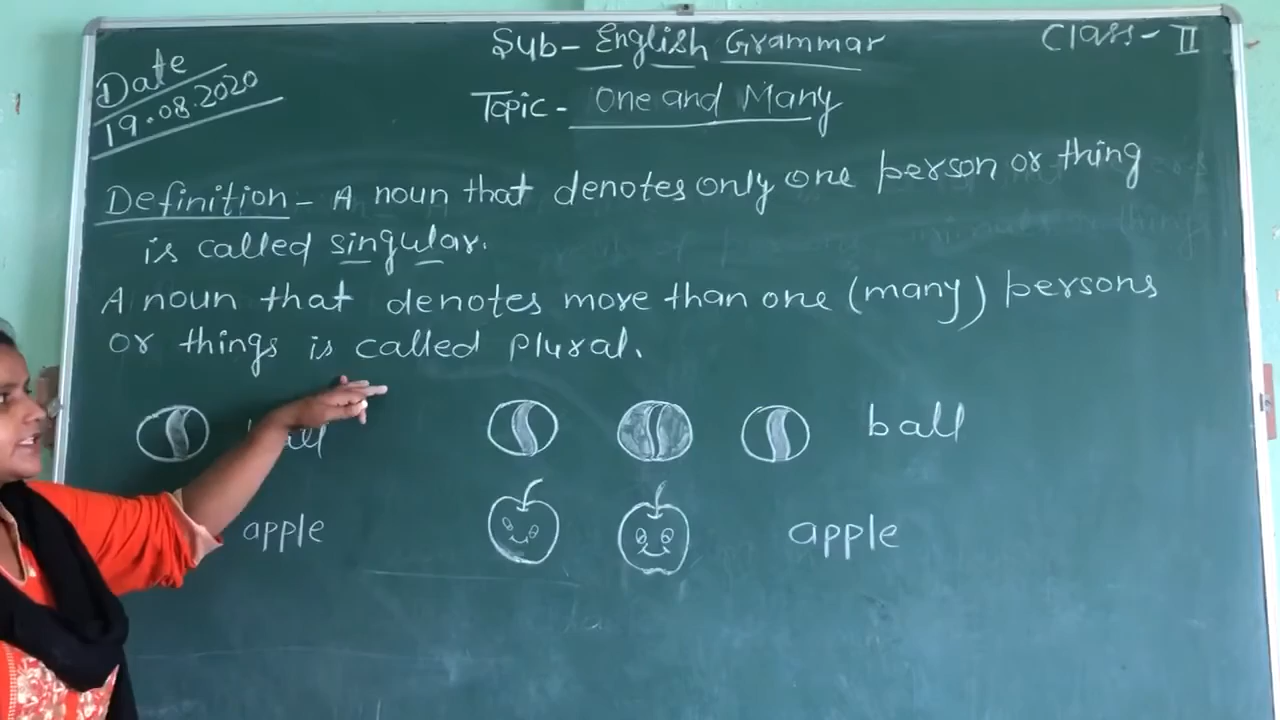 Date
19.08.2020
Sub- English Grammar
Class- II
Topic- One and Many
Definition- A noun that denotes only one person or thing
is called singular.
A noun that denotes more than one (many) persons
or things is called plural.
ball
ball
apple
apple